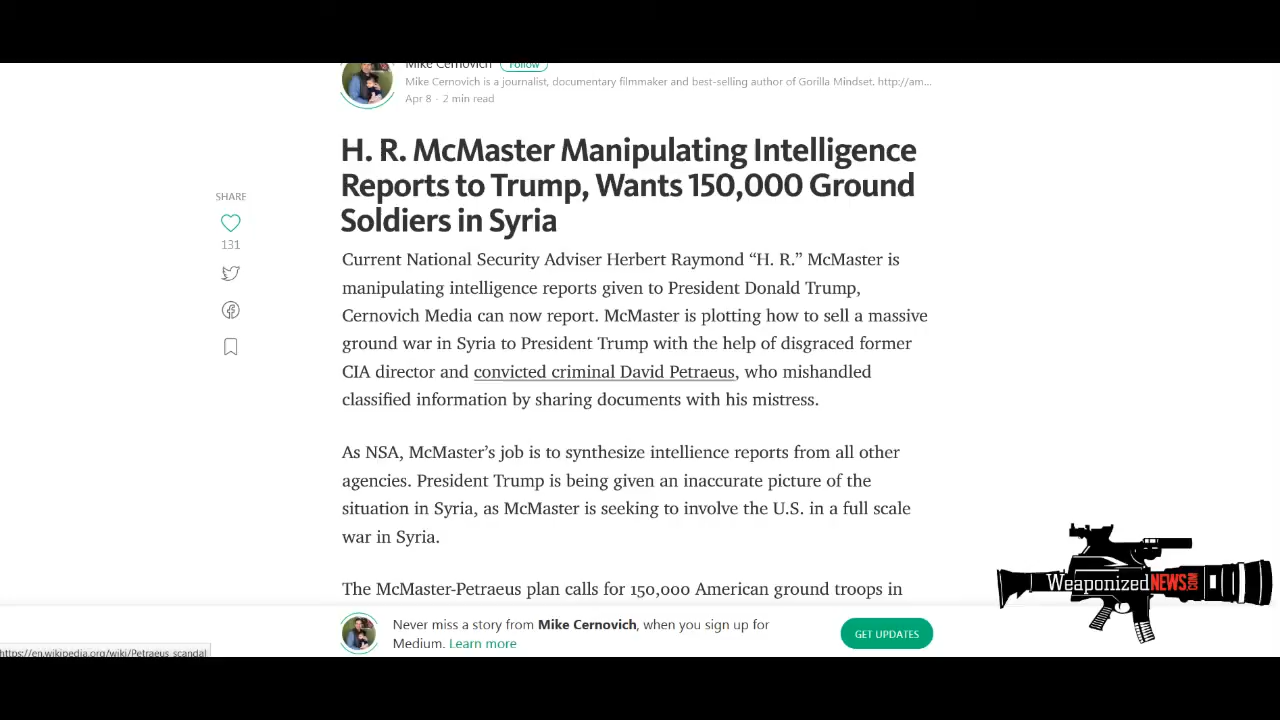 Mike Cernovich Follow
Mike Cernovich is a journalist, documentary filmmaker and best-selling author of Gorilla Mindset. http://am...
Apr 8 · 2 min read
H. R. McMaster Manipulating Intelligence
Reports to Trump, Wants 150,000 Ground
Soldiers in Syria
SHARE
131
Current National Security Adviser Herbert Raymond “H. R.” McMaster is
manipulating intelligence reports given to President Donald Trump,
Cernovich Media can now report. McMaster is plotting how to sell a massive
ground war in Syria to President Trump with the help of disgraced former
CIA director and convicted criminal David Petraeus, who mishandled
classified information by sharing documents with his mistress.
As NSA, McMaster’s job is to synthesize intellience reports from all other
agencies. President Trump is being given an inaccurate picture of the
situation in Syria, as McMaster is seeking to involve the U.S. in a full scale
war in Syria.
The McMaster-Petraeus plan calls for 150,000 American ground troops in
WeaponizedNEWS.COM
Never miss a story from Mike Cernovich, when you sign up for
Medium. Learn more
GET UPDATES
https://en.wikipedia.org/wiki/Petraeus_scandal